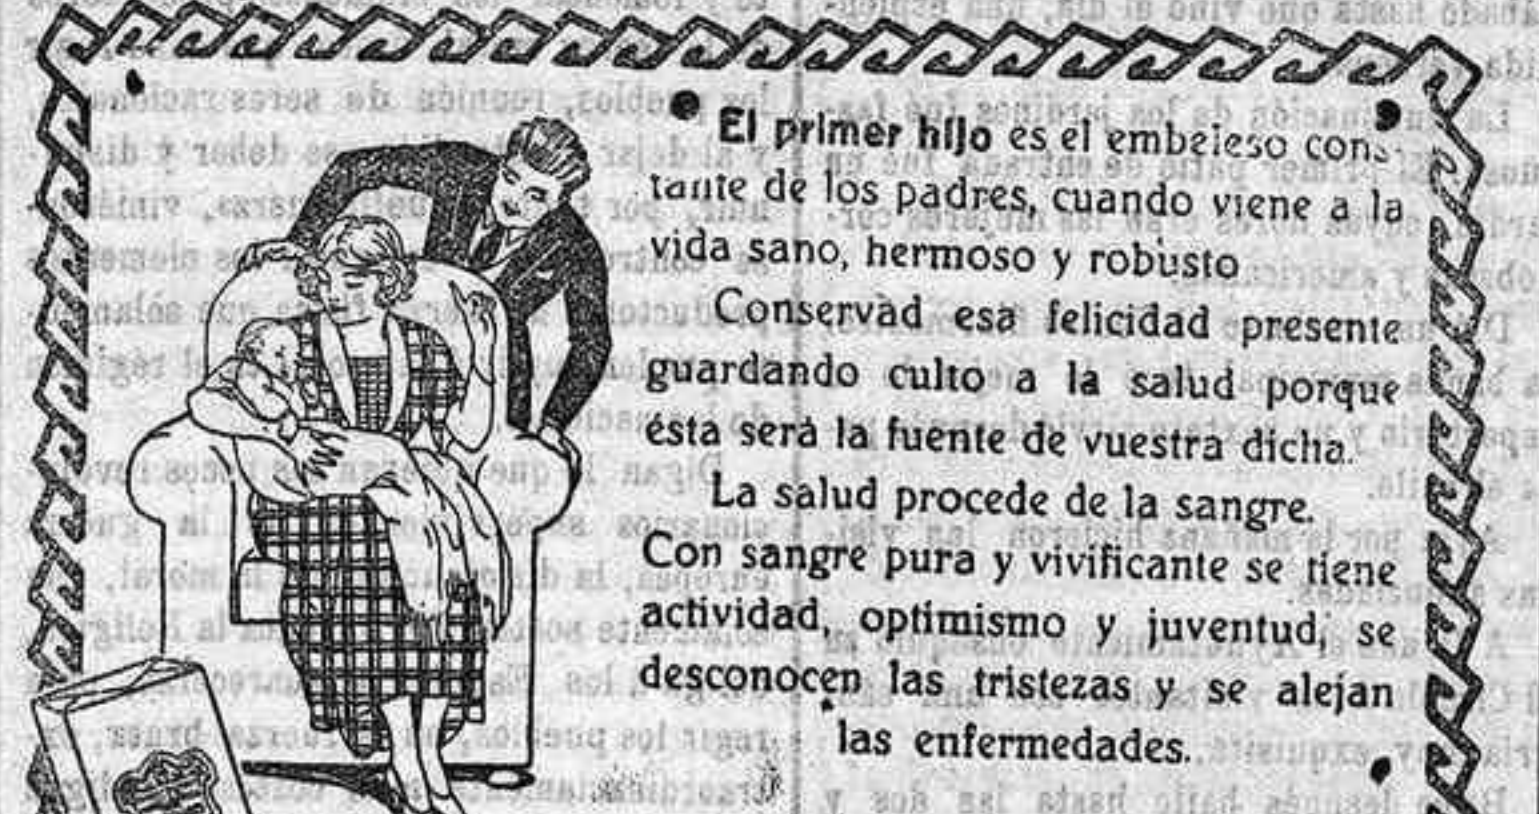 El primer hijo es el embeleso cons-
tante de los padres, cuando viene a la
vida sano, hermoso y robusto
Conservad esa felicidad presente
guardando culto a la salud porque
ésta será la fuente de vuestra dicha.
La salud procede de la sangre.
Con sangre pura y vivificante se tiene
actividad, optimismo y juventud, se
desconocen las tristezas y se alejan
las enfermedades.